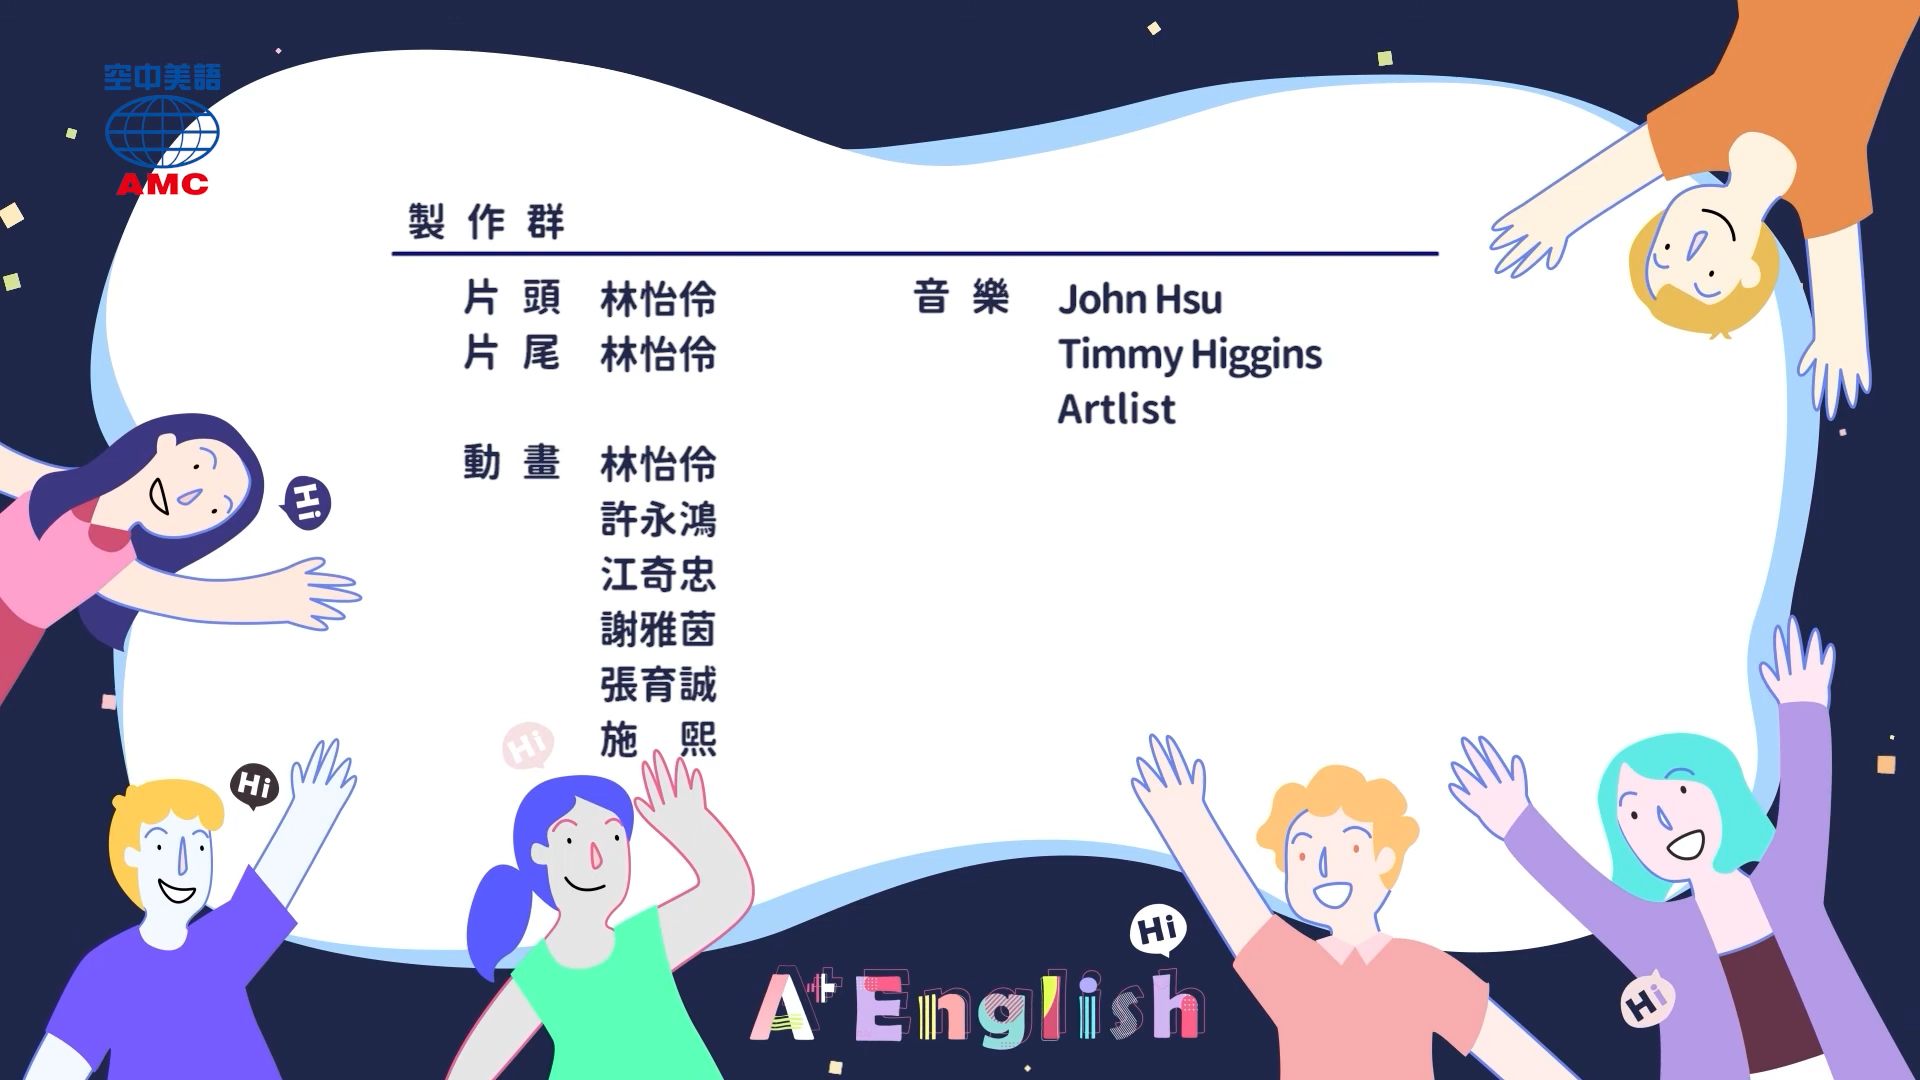 空中美語
AMC
製作群
片頭 林怡伶
片尾 林怡伶
動畫 林怡伶
許永鴻
江奇忠
謝雅茵
張育誠
施 熙
音樂 John Hsu
Timmy Higgins
Artlist
Hi
Hi
Hi
Hi
Hi
A+ English